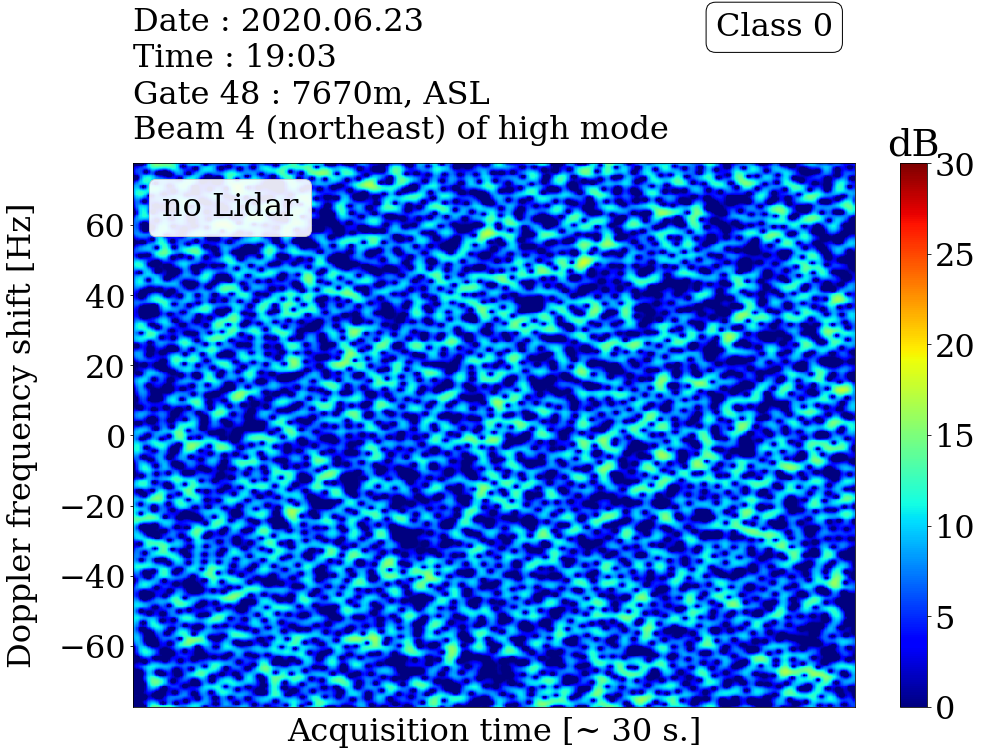 Date : 2020.06.23
Time : 19:03
Gate 48 : 7670m, ASL
Beam 4 (northeast) of high mode
Class 0
no Lidar
Doppler frequency shift [Hz]
60
40
20
0
−20
−40
−60
Acquisition time [~ 30 s.]
dB
30
25
20
15
10
5
0